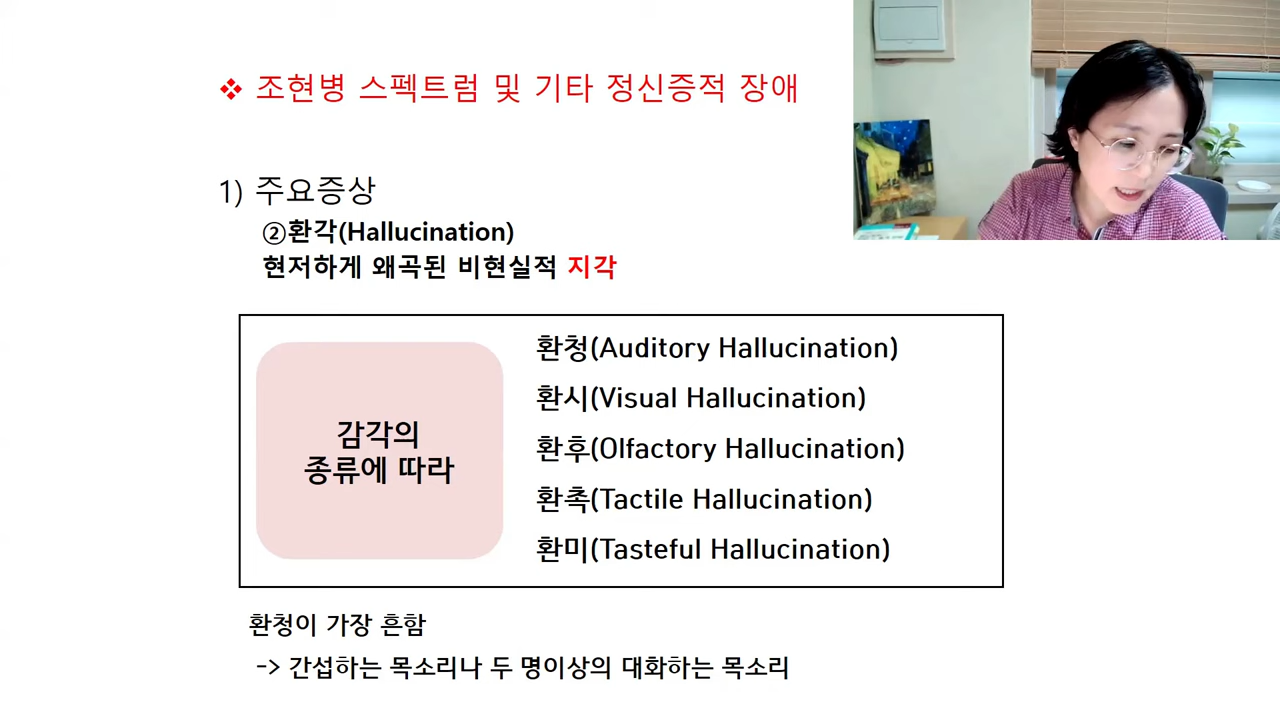 ❖ 조현병 스펙트럼 및 기타 정신증적 장애
1) 주요증상
②환각(Hallucination)
현저하게 왜곡된 비현실적 지각
감각의
종류에 따라
환청(Auditory Hallucination)
환시(Visual Hallucination)
환후(Olfactory Hallucination)
환촉(Tactile Hallucination)
환미(Tasteful Hallucination)
환청이 가장 흔함
-> 간섭하는 목소리나 두 명이상의 대화하는 목소리